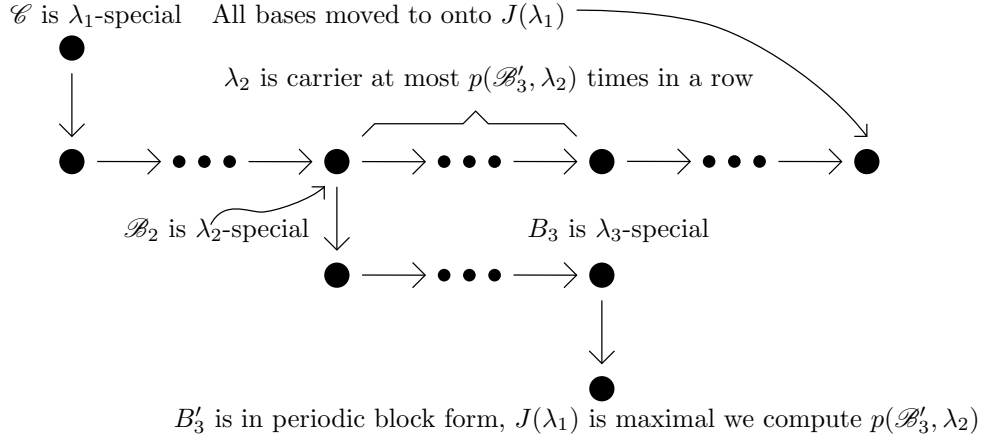 𝒞 is λ₁-special All bases moved to onto J(λ₁)
λ₂ is carrier at most p(ℬ′₃, λ₂) times in a row
ℬ₂ is λ₂-special B₃ is λ₃-special
B′₃ is in periodic block form, J(λ₁) is maximal we compute p(ℬ′₃, λ₂)